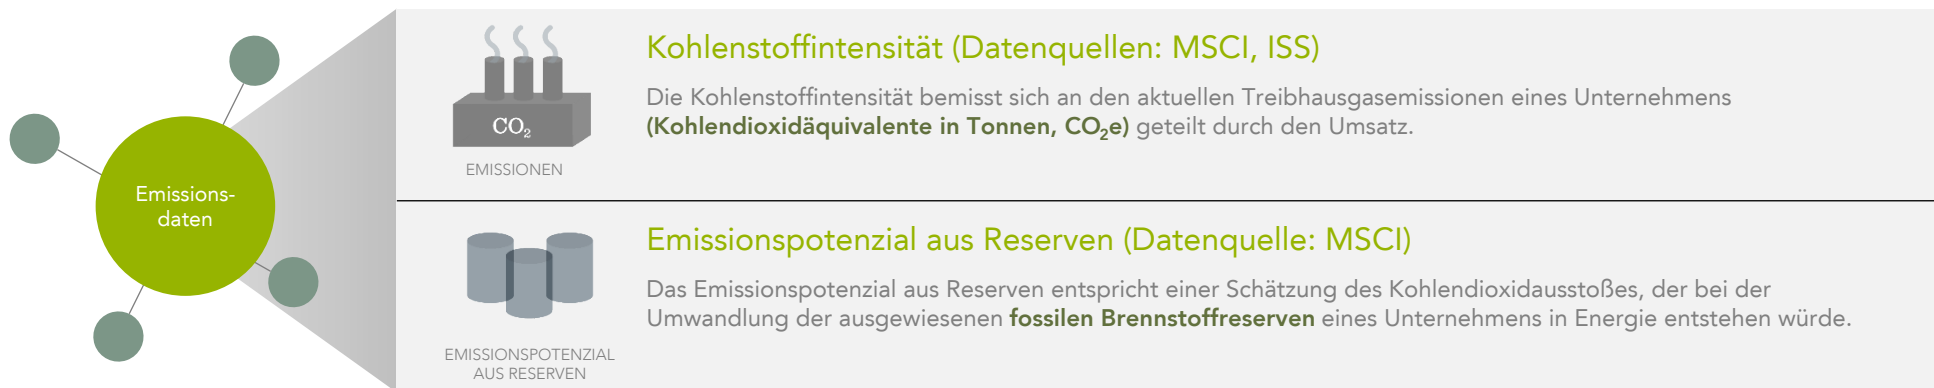 Emissions-
daten
CO₂
EMISSIONEN
Kohlenstoffintensität (Datenquellen: MSCI, ISS)
Die Kohlenstoffintensität bemisst sich an den aktuellen Treibhausgasemissionen eines Unternehmens
(Kohlendioxidäquivalente in Tonnen, CO₂e) geteilt durch den Umsatz.
EMISSIONSPOTENZIAL
AUS RESERVEN
Emissionspotenzial aus Reserven (Datenquelle: MSCI)
Das Emissionspotenzial aus Reserven entspricht einer Schätzung des Kohlendioxidausstoßes, der bei der
Umwandlung der ausgewiesenen fossilen Brennstoffreserven eines Unternehmens in Energie entstehen würde.